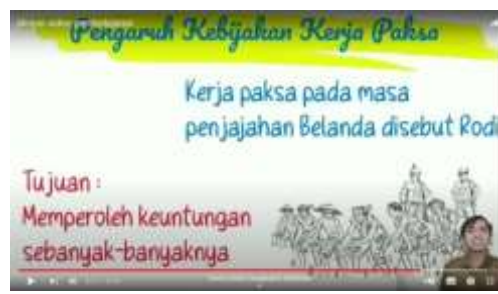 Pengaruh Kebijakan Kerja Paksa
Kerja paksa pada masa
penjajahan Belanda disebut Rodi
Tujuan :
Memperoleh keuntungan
sebanyak-banyaknya